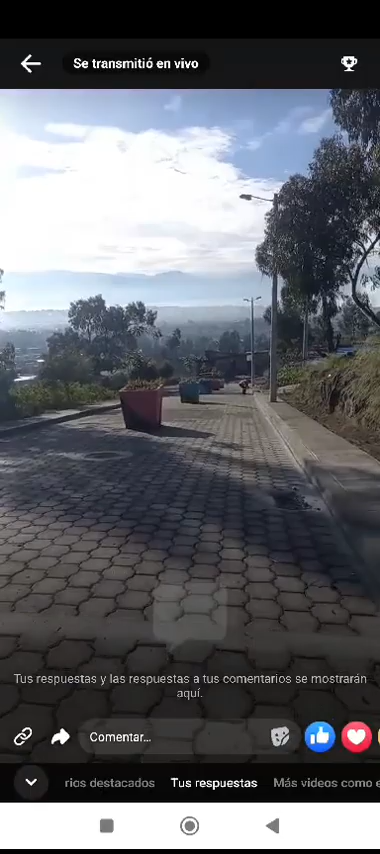 Se transmitió en vivo
Tus respuestas y las respuestas a tus comentarios se mostrarán
aquí.
Comentar...
rios destacados Tus respuestas Más videos como e